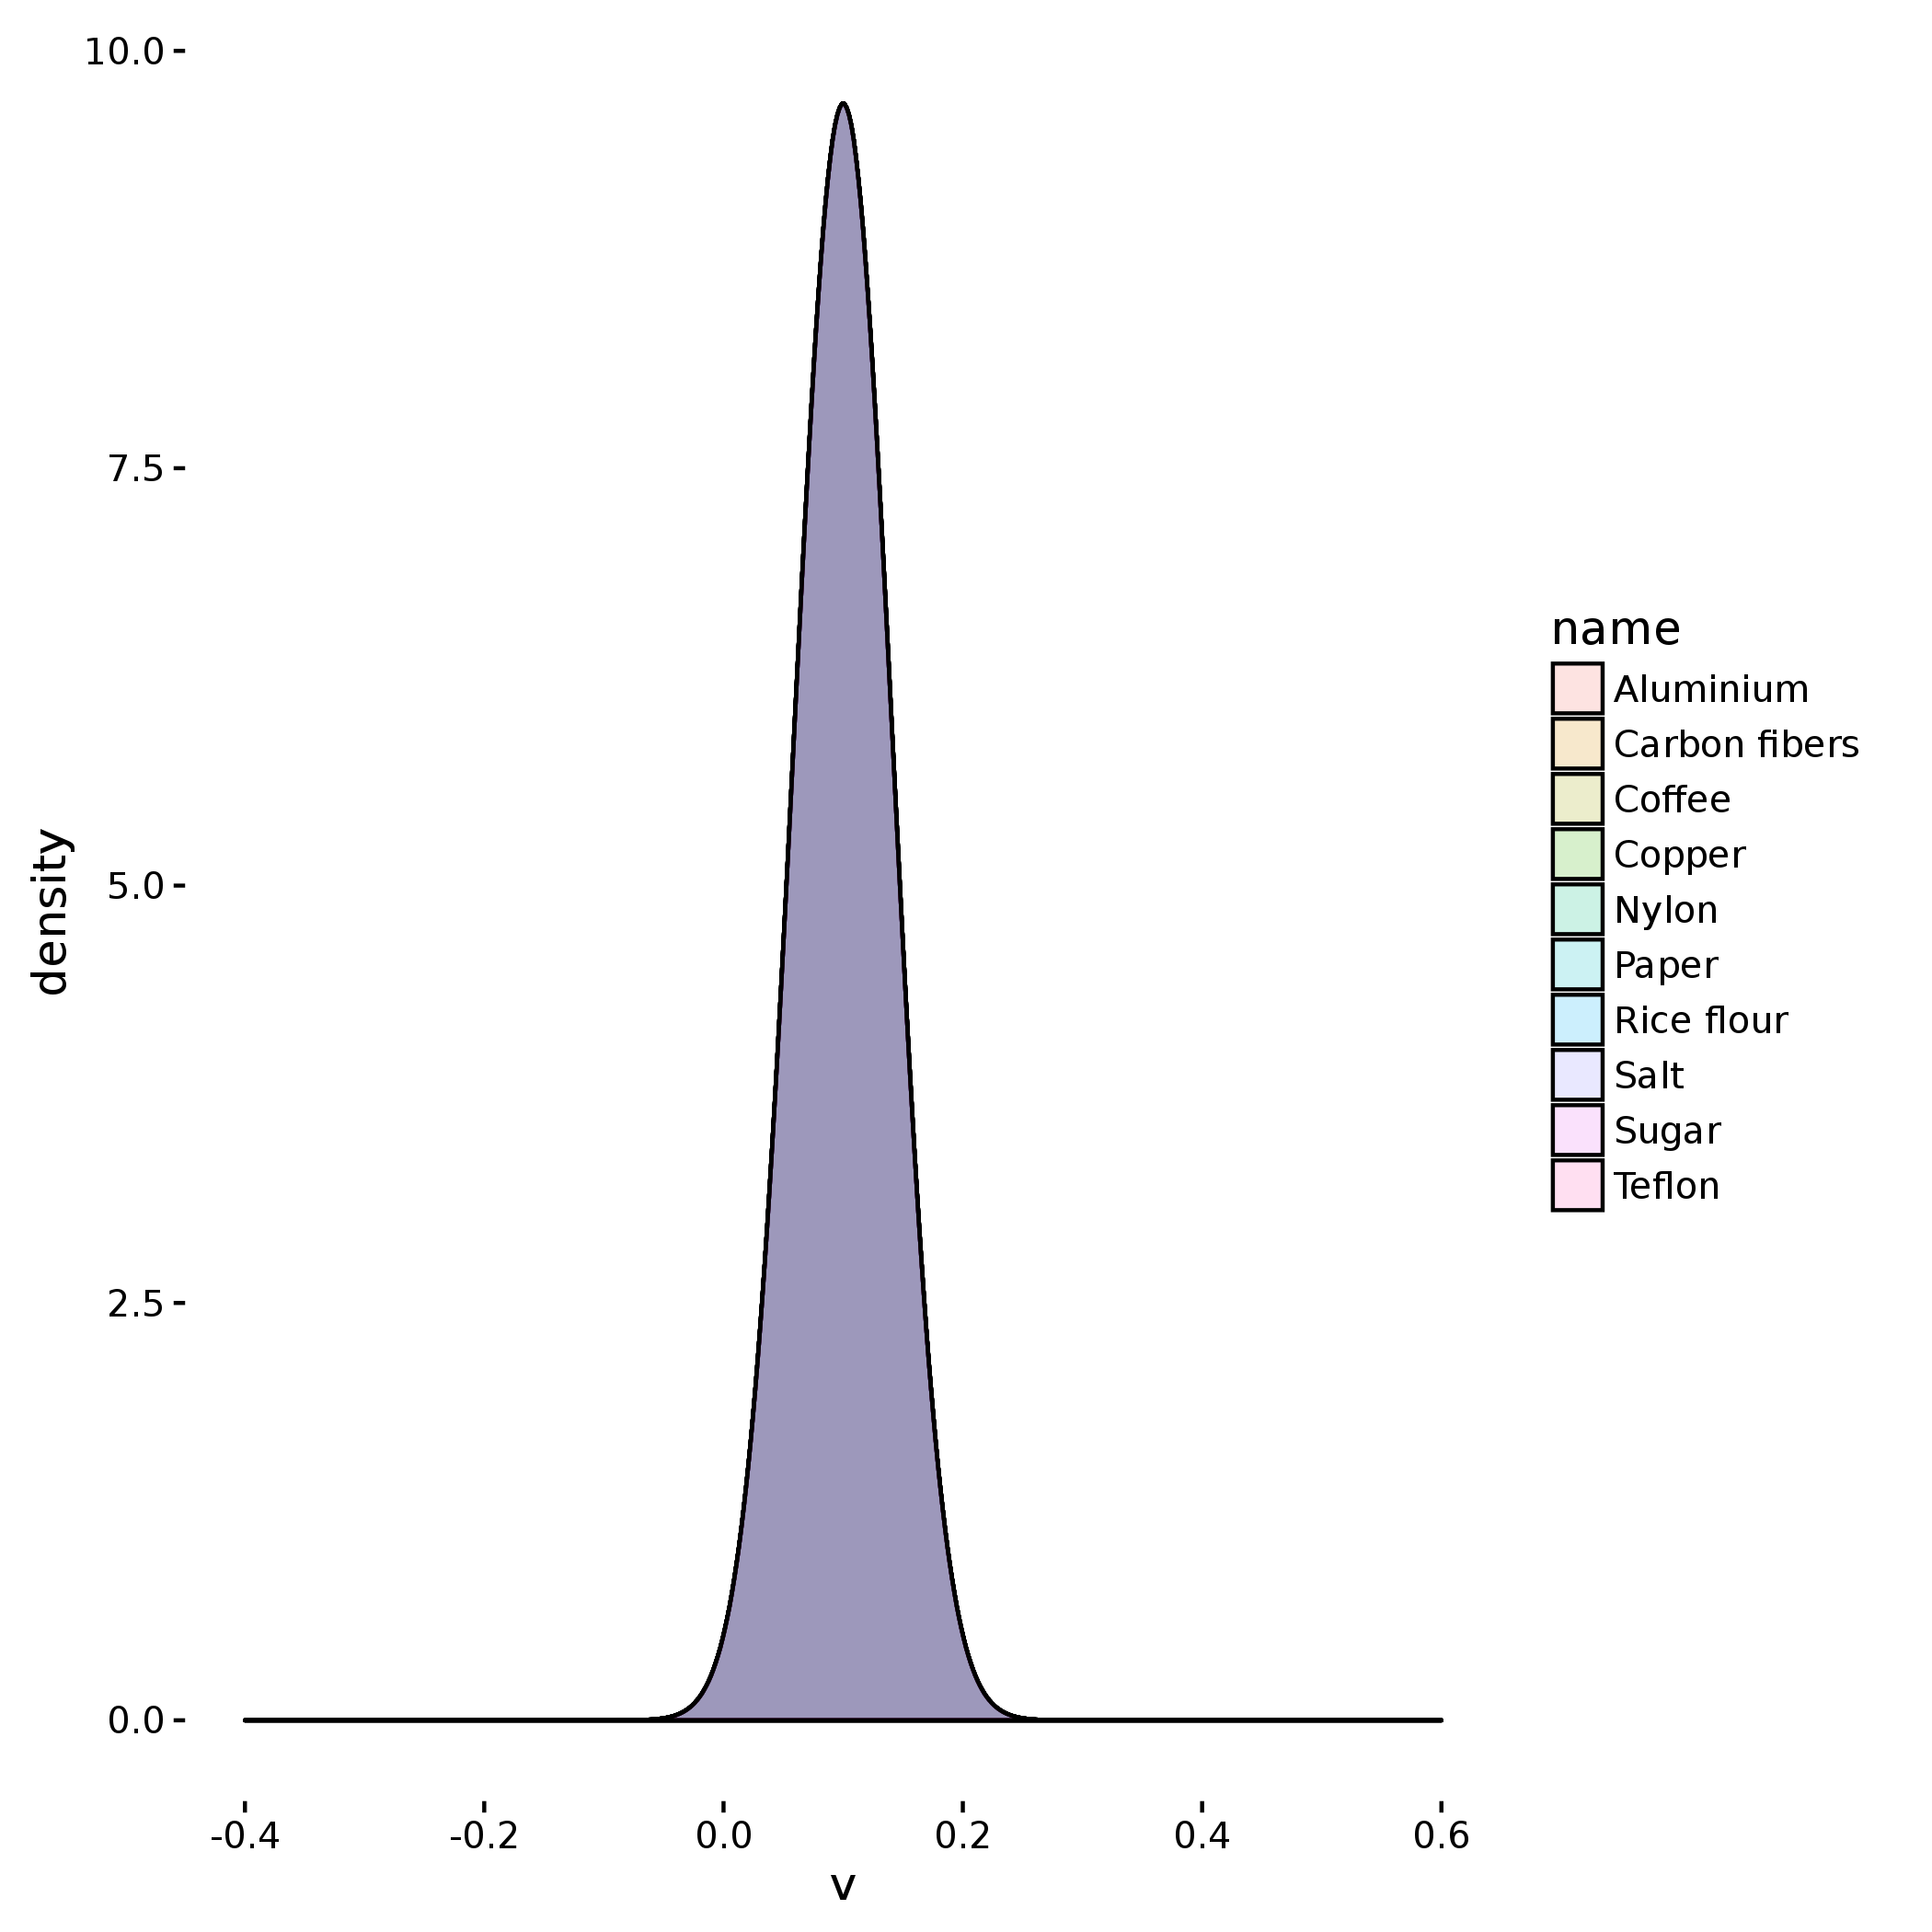 10.0
7.5
5.0
2.5
0.0
density
-0.4 -0.2 0.0 0.2 0.4 0.6
v
name
Aluminium
Carbon fibers
Coffee
Copper
Nylon
Paper
Rice flour
Salt
Sugar
Teflon